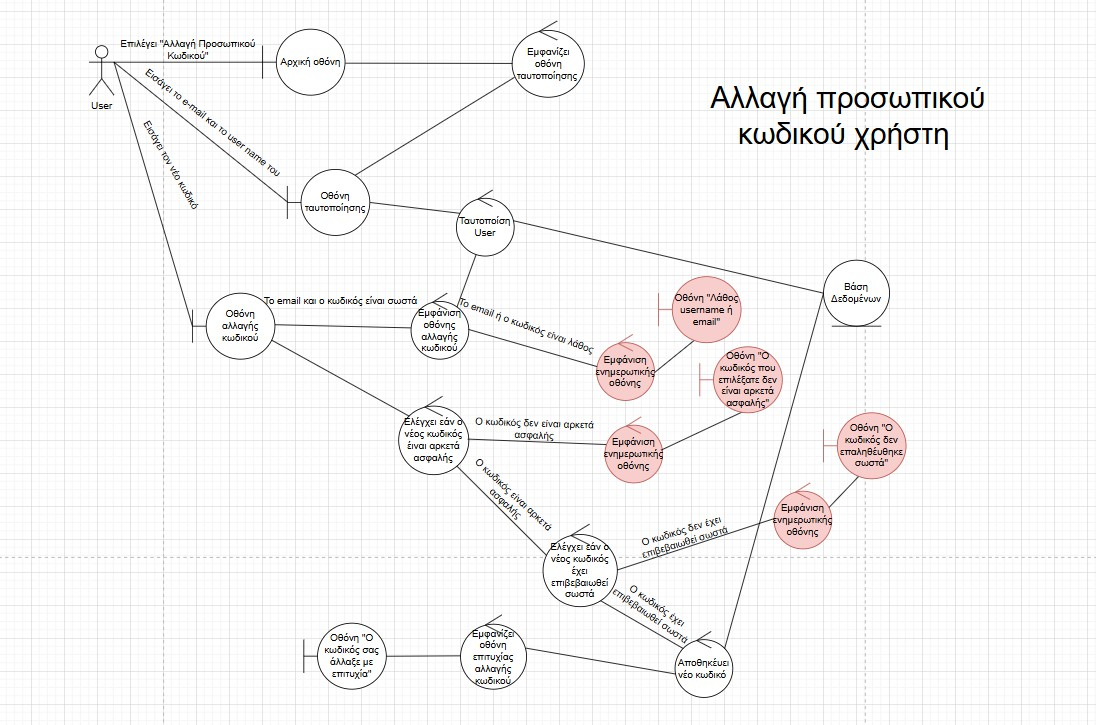 Επιλέγει "Αλλαγή Προσωπικού
Κωδικού"
Αρχική οθόνη
Εμφανίζει
οθόνη
ταυτοποίησης
User
Αλλαγή προσωπικού
κωδικού χρήστη
Εισάγει το e-mail και το user name του
Εισάγει τον νέο κωδικό
Οθόνη
ταυτοποίησης
Ταυτοποίση
User
Βάση
Δεδομένων
Το email και ο κωδικός είναι σωστά
Οθόνη
αλλαγής
κωδικού
Εμφάνιση
οθόνης
αλλαγής
κωδικού
Το email ή ο κωδικός είναι λάθος
Οθόνη "Λάθος
username ή
email"
Εμφάνιση
ενημερωτικής
οθόνης
Οθόνη "Ο
κωδικός που
επιλέξατε δεν
είναι αρκετά
ασφαλής"
Ελέγχει εάν ο
νέος κωδικός
είναι αρκετά
ασφαλής
Ο κωδικός δεν είναι αρκετά
ασφαλής
Εμφάνιση
ενημερωτικής
οθόνης
Οθόνη "Ο
κωδικός δεν
επαληθέυθηκε
σωστά"
Ο κωδικός είναι αρκετά
ασφαλής
Εμφάνιση
ενημερωτικής
οθόνης
Ο κωδικός δεν έχει
επιβεβαιωθεί σωστά
Ελέγχει έάν ο
νέος κωδικός
έχει
επιβεβαιωθεί
σωστά
Ο κωδικός έχει
επιβεβαιωθεί σωστά
Οθόνη "Ο
κωδικός σας
άλλαξε με
επιτυχία"
Εμφανίζει
οθόνη
επιτυχίας
αλλαγής
κωδικού
Αποθηκέυει
νέο κωδικό